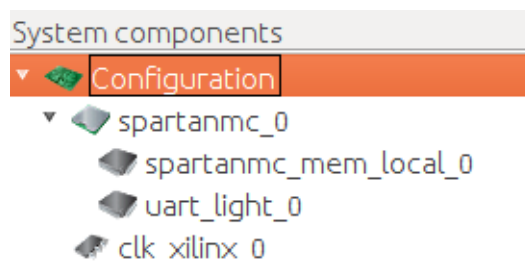 System components
Configuration
spartanmc_0
spartanmc_mem_local_0
uart_light_0
clk_xilinx_0